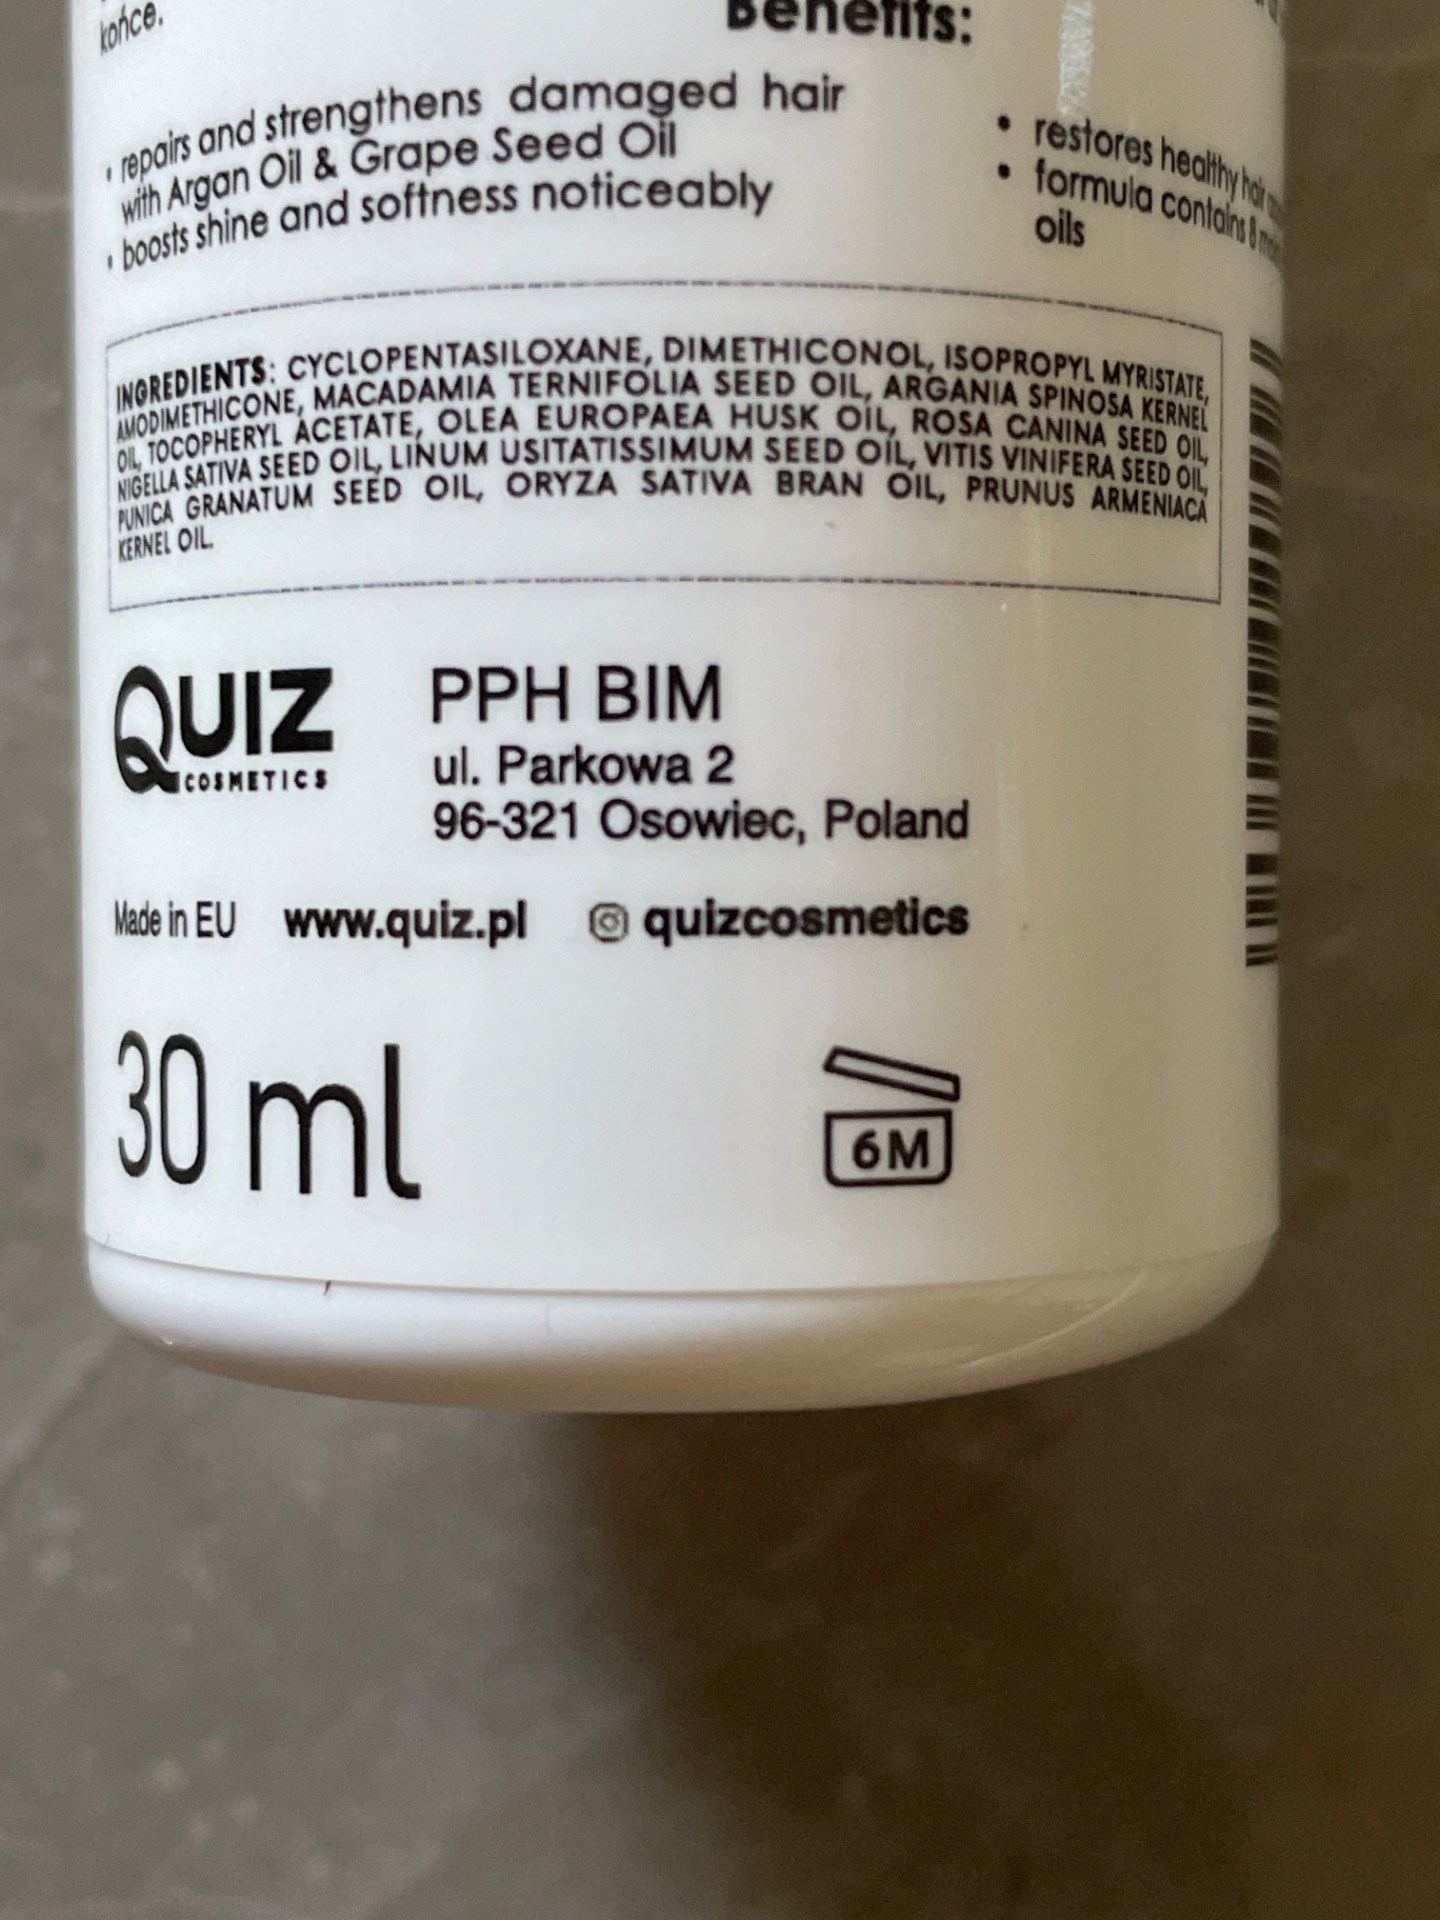 końce.
Benefits:
• repairs and strengthens damaged hair
with Argan Oil & Grape Seed Oil
• boosts shine and softness noticeably
• restores healthy hair
• formula contains 8
oils
INGREDIENTS: CYCLOPENTASILOXANE, DIMETHICONOL, ISOPROPYL MYRISTATE,
AMODIMETHICONE, MACADAMIA TERNIFOLIA SEED OIL, ARGANIA SPINOSA KERNEL
OIL, TOCOPHERYL ACETATE, OLEA EUROPAEA HUSK OIL, ROSA CANINA SEED OIL,
NIGELLA SATIVA SEED OIL, LINUM USITATISSIMUM SEED OIL, VITIS VINIFERA SEED OIL,
PUNICA GRANATUM SEED OIL, ORYZA SATIVA BRAN OIL, PRUNUS ARMENIACA
KERNEL OIL.
QUIZ
COSMETICS
PPH BIM
ul. Parkowa 2
96-321 Osowiec, Poland
Made in EU www.quiz.pl quizcosmetics
30 ml
6M